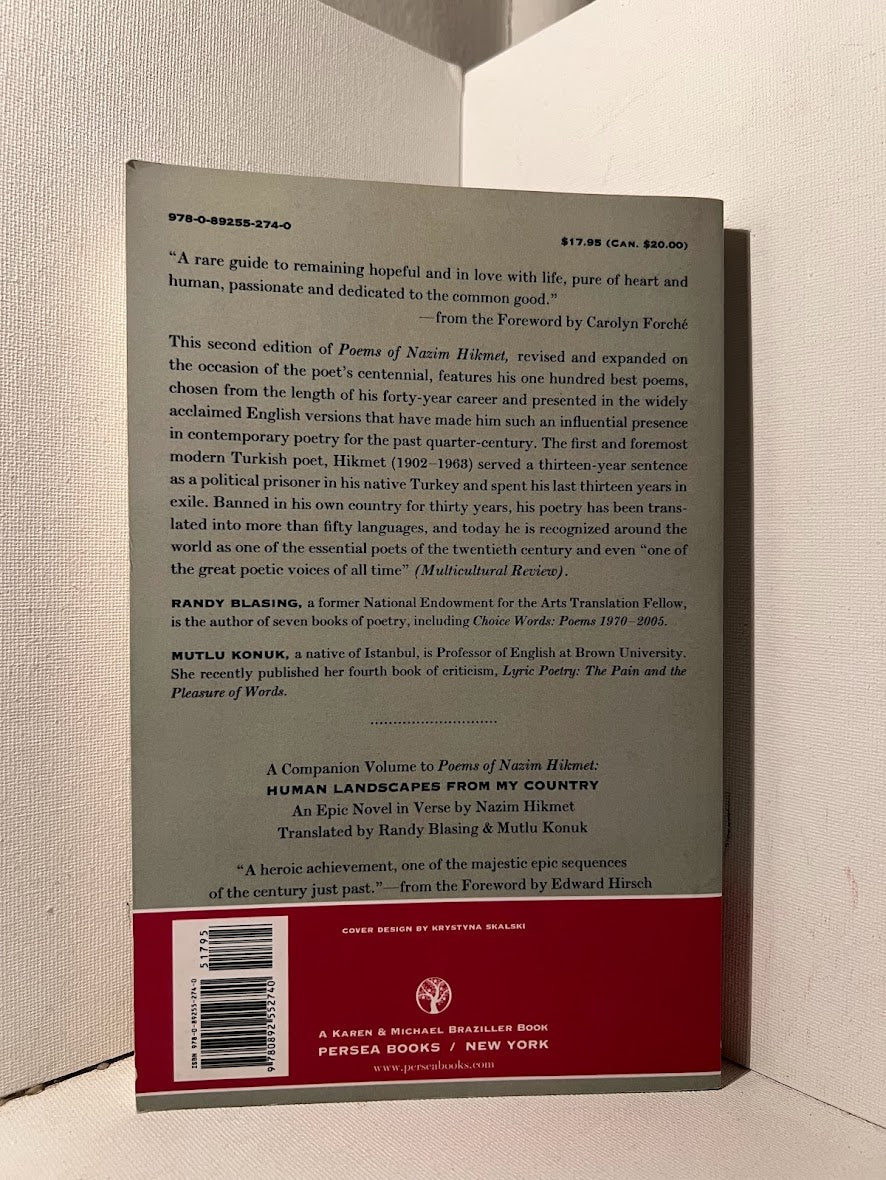 978-0-89255-274-0
$17.95 (CAN. $20.00)
“A rare guide to remaining hopeful and in love with life, pure of heart and
human, passionate and dedicated to the common good.”
—from the Foreword by Carolyn Forché
This second edition of Poems of Nazim Hikmet, revised and expanded on
the occasion of the poet’s centennial, features his one hundred best poems,
chosen from the length of his forty-year career and presented in the widely
acclaimed English versions that have made him such an influential presence
in contemporary poetry for the past quarter-century. The first and foremost
modern Turkish poet, Hikmet (1902–1963) served a thirteen-year sentence
as a political prisoner in his native Turkey and spent his last thirteen years in
exile. Banned in his own country for thirty years, his poetry has been trans-
lated into more than fifty languages, and today he is recognized around the
world as one of the essential poets of the twentieth century and even “one of
the great poetic voices of all time” (Multicultural Review).
RANDY BLASING, a former National Endowment for the Arts Translation Fellow,
is the author of seven books of poetry, including Choice Words: Poems 1970–2005.
MUTLU KONUK, a native of Istanbul, is Professor of English at Brown University.
She recently published her fourth book of criticism, Lyric Poetry: The Pain and the
Pleasure of Words.
A Companion Volume to Poems of Nazim Hikmet:
HUMAN LANDSCAPES FROM MY COUNTRY
An Epic Novel in Verse by Nazim Hikmet
Translated by Randy Blasing & Mutlu Konuk
“A heroic achievement, one of the majestic epic sequences
of the century just past.”—from the Foreword by Edward Hirsch
COVER DESIGN BY KRYSTYNA SKALSKI
51795
ISBN 978-0-89255-274-0
9 780892 552740
A KAREN & MICHAEL BRAZILLER BOOK
PERSEA BOOKS / NEW YORK
www.perseabooks.com